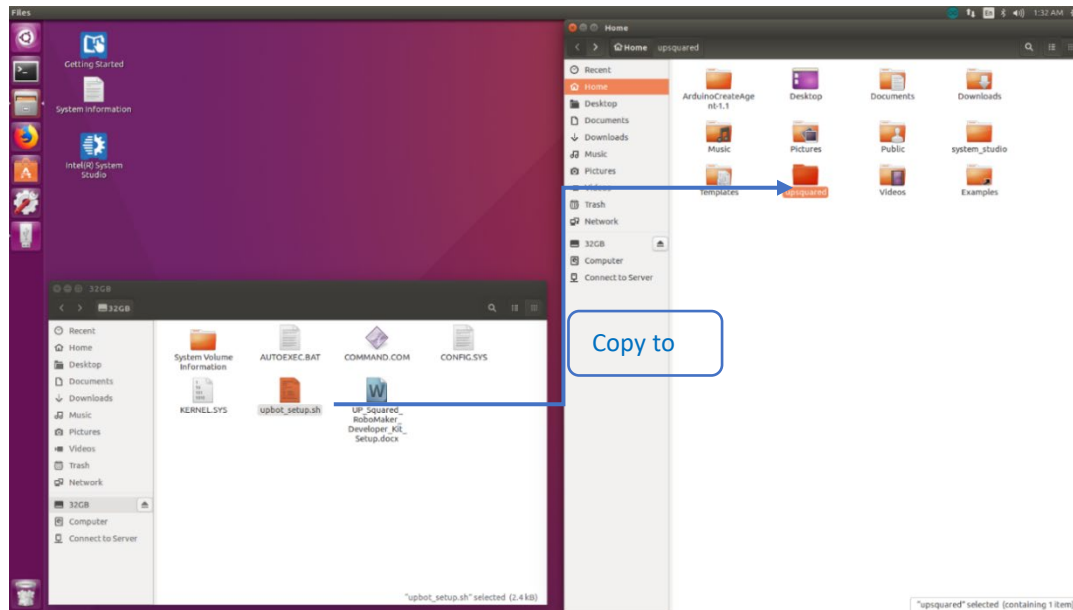 Files
En
1:32 AM
Getting Started
System information
Intel(R) System
Studio
Home
Home
upsquared
Recent
Home
Desktop
Documents
Downloads
Music
Pictures
Videos
Trash
Network
32GB
Computer
Connect to Server
ArduinoCreateAge
nt-1.1
Desktop
Documents
Downloads
Music
Pictures
Public
system_studio
Templates
upsquared
Videos
Examples
Copy to
"upsquared" selected (containing 1 item)
32GB
32GB
Recent
Home
Desktop
Documents
Downloads
Music
Pictures
Videos
Trash
Network
32GB
Computer
Connect to Server
System Volume
Information
AUTOEXEC.BAT
COMMAND.COM
CONFIG.SYS
KERNEL.SYS
upbot_setup.sh
UP_Squared_
RoboMaker_
Developer_Kit_
Setup.docx
"upbot_setup.sh" selected (2.4 kB)